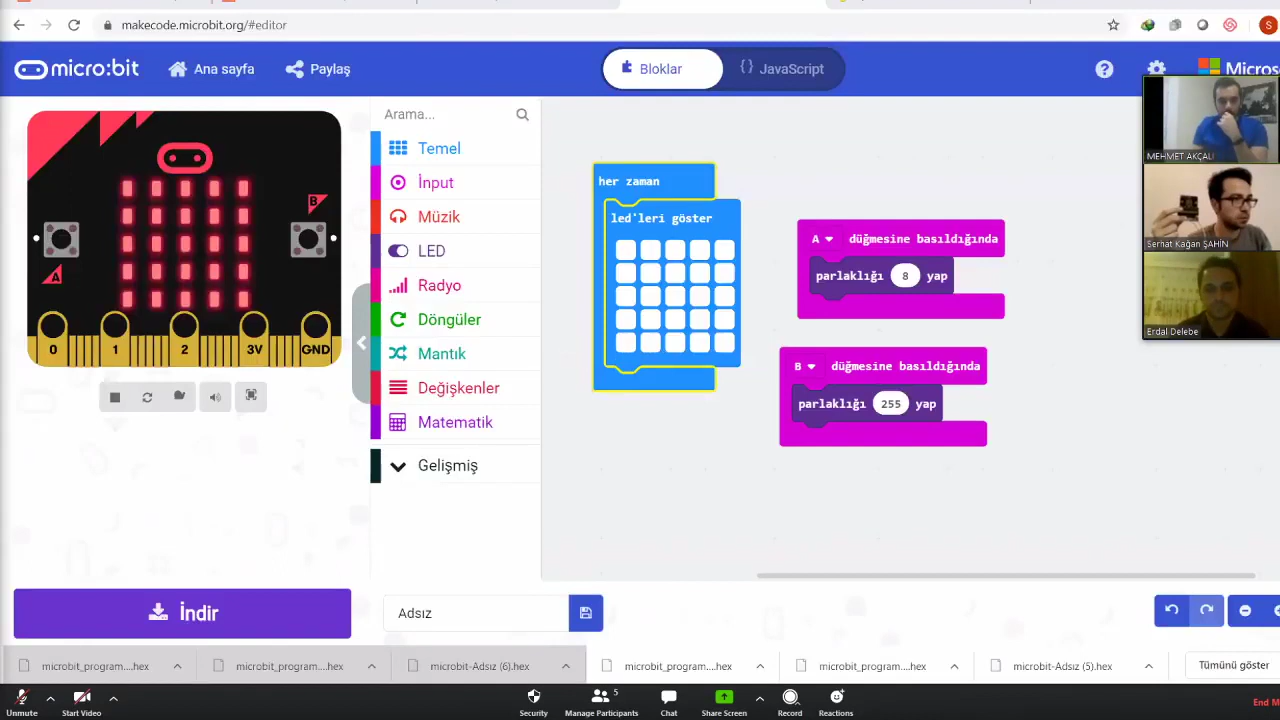 makecode.microbit.org/#editor
S
micro:bit
Ana sayfa
Paylaş
Bloklar
{ } JavaScript
?
A
B
0
1
2
3V
GND
Arama...
Temel
İnput
Müzik
LED
Radyo
Döngüler
Mantık
Değişkenler
Matematik
Gelişmiş
her zaman
led'leri göster
A düğmesine basıldığında
parlaklığı 8 yap
B düğmesine basıldığında
parlaklığı 255 yap
MEHMET AKÇALI
Serhat Kağan ŞAHİN
Erdal Delebe
İndir
Adsız
microbit_program....hex
microbit_program....hex
microbit-Adsız (6).hex
microbit_program....hex
microbit_program....hex
microbit-Adsız (5).hex
Tümünü göster
Unmute
Start Video
Security
5
Manage Participants
Chat
Share Screen
Record
Reactions